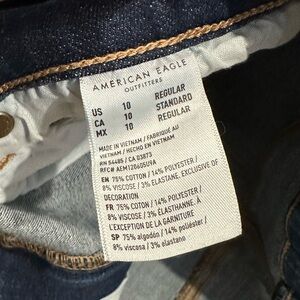 AMERICAN EAGLE
OUTFITTERS
US 10 REGULAR
CA 10 STANDARD
MX 10 REGULAR
MADE IN VIETNAM / FABRIQUÉ AU
VIETNAM / HECHO EN VIETNAM
RN 54485 / CA 03873
RFC# AEM120605U9A
EN 75% COTTON / 14% POLYESTER /
8% VISCOSE / 3% ELASTANE, EXCLUSIVE OF
DECORATION
FR 75% COTON / 14% POLYESTER /
8% VISCOSE / 3% ELASTHANNE, À
L'EXCEPTION DE LA GARNITURE
SP 75% algodón / 14% poliéster /
8% viscosa / 3% elastano